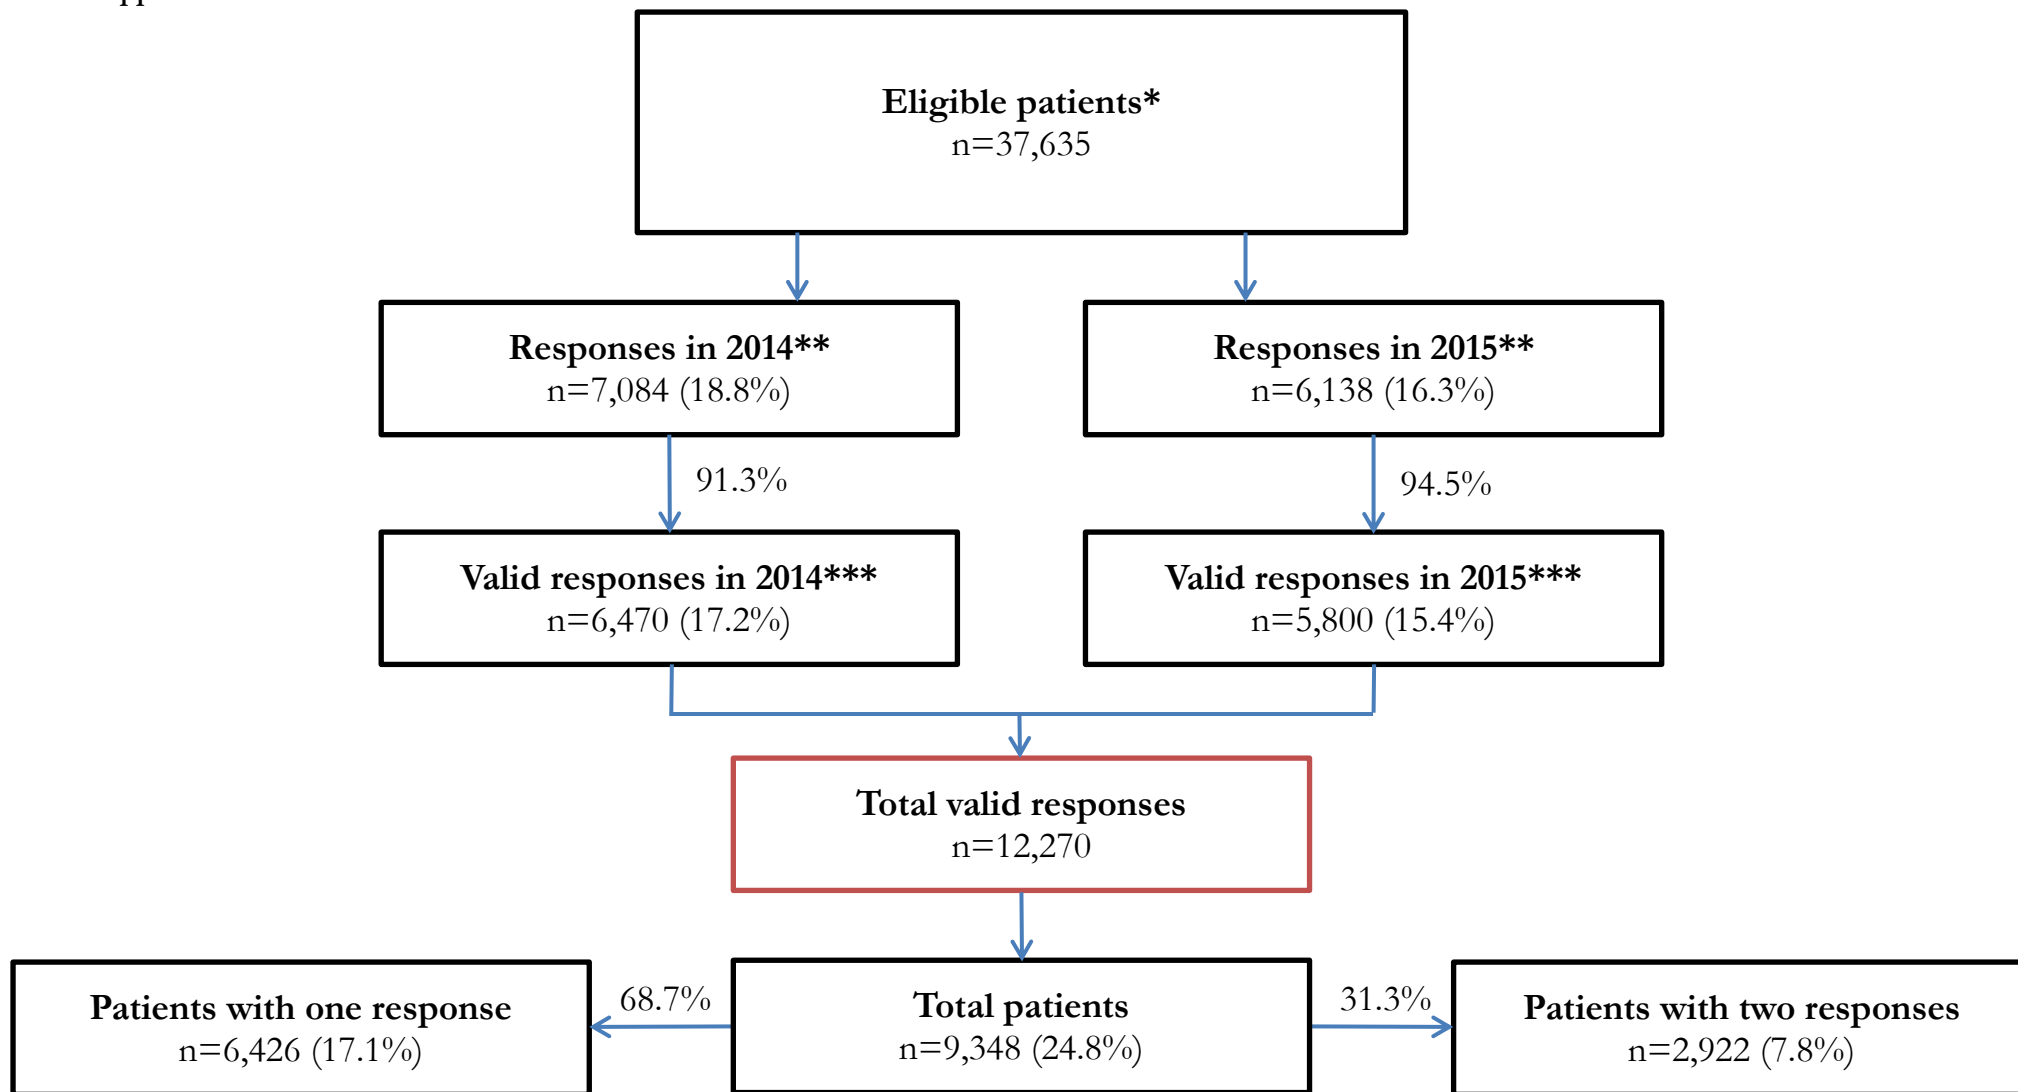 Eligible patients*
n=37,635
Responses in 2014**
n=7,084 (18.8%)
Responses in 2015**
n=6,138 (16.3%)
91.3%
94.5%
Valid responses in 2014***
n=6,470 (17.2%)
Valid responses in 2015***
n=5,800 (15.4%)
Total valid responses
n=12,270
Patients with one response
n=6,426 (17.1%)
68.7%
Total patients
n=9,348 (24.8%)
31.3%
Patients with two responses
n=2,922 (7.8%)